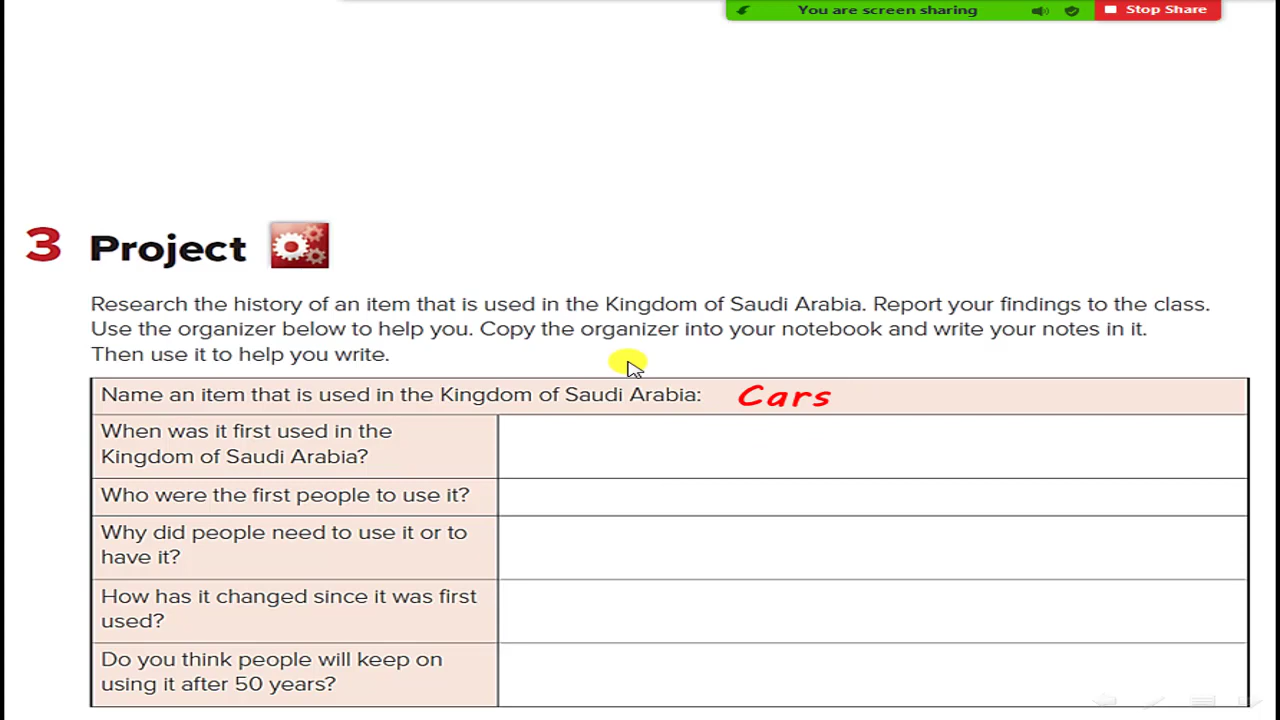 You are screen sharing
Stop Share
3 Project
Research the history of an item that is used in the Kingdom of Saudi Arabia. Report your findings to the class.
Use the organizer below to help you. Copy the organizer into your notebook and write your notes in it.
Then use it to help you write.
Name an item that is used in the Kingdom of Saudi Arabia: Cars
When was it first used in the
Kingdom of Saudi Arabia?
Who were the first people to use it?
Why did people need to use it or to
have it?
How has it changed since it was first
used?
Do you think people will keep on
using it after 50 years?